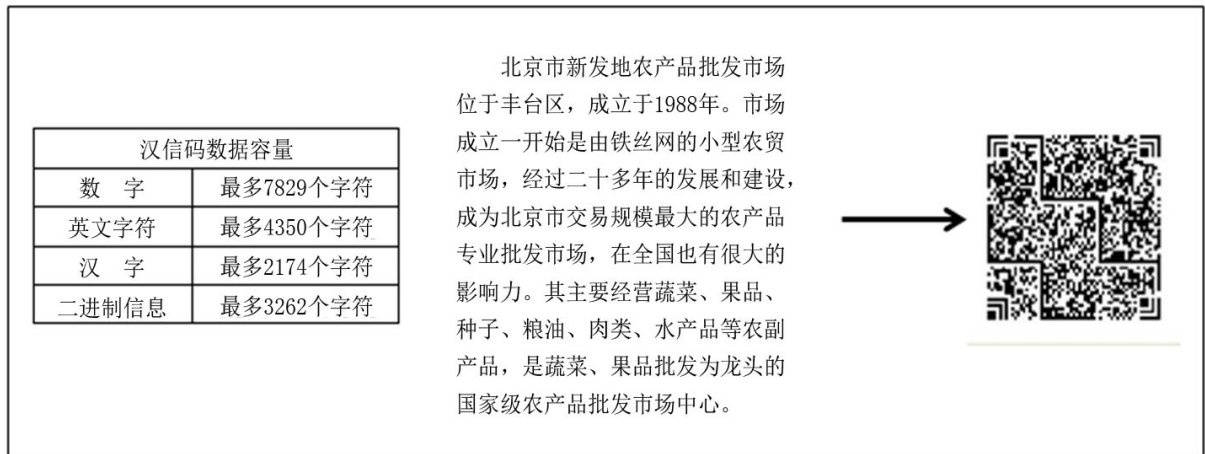 汉信码数据容量
数 字 最多7829个字符
英文字符 最多4350个字符
汉 字 最多2174个字符
二进制信息 最多3262个字符
北京市新发地农产品批发市场
位于丰台区，成立于1988年。市场
成立一开始是由铁丝网的小型农贸
市场，经过二十多年的发展和建设，
成为北京市交易规模最大的农产品
专业批发市场，在全国也有很大的
影响力。其主要经营蔬菜、果品、
种子、粮油、肉类、水产品等农副
产品，是蔬菜、果品批发为龙头的
国家级农产品批发市场中心。